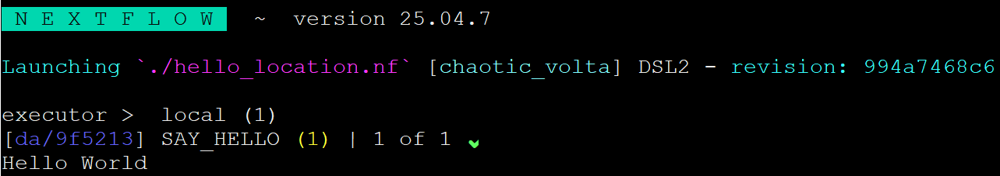 N E X T F L O W ~ version 25.04.7
Launching `./hello_location.nf` [chaotic_volta] DSL2 - revision: 994a7468c6
executor > local (1)
[da/9f5213] SAY_HELLO (1) | 1 of 1 ✔
Hello World